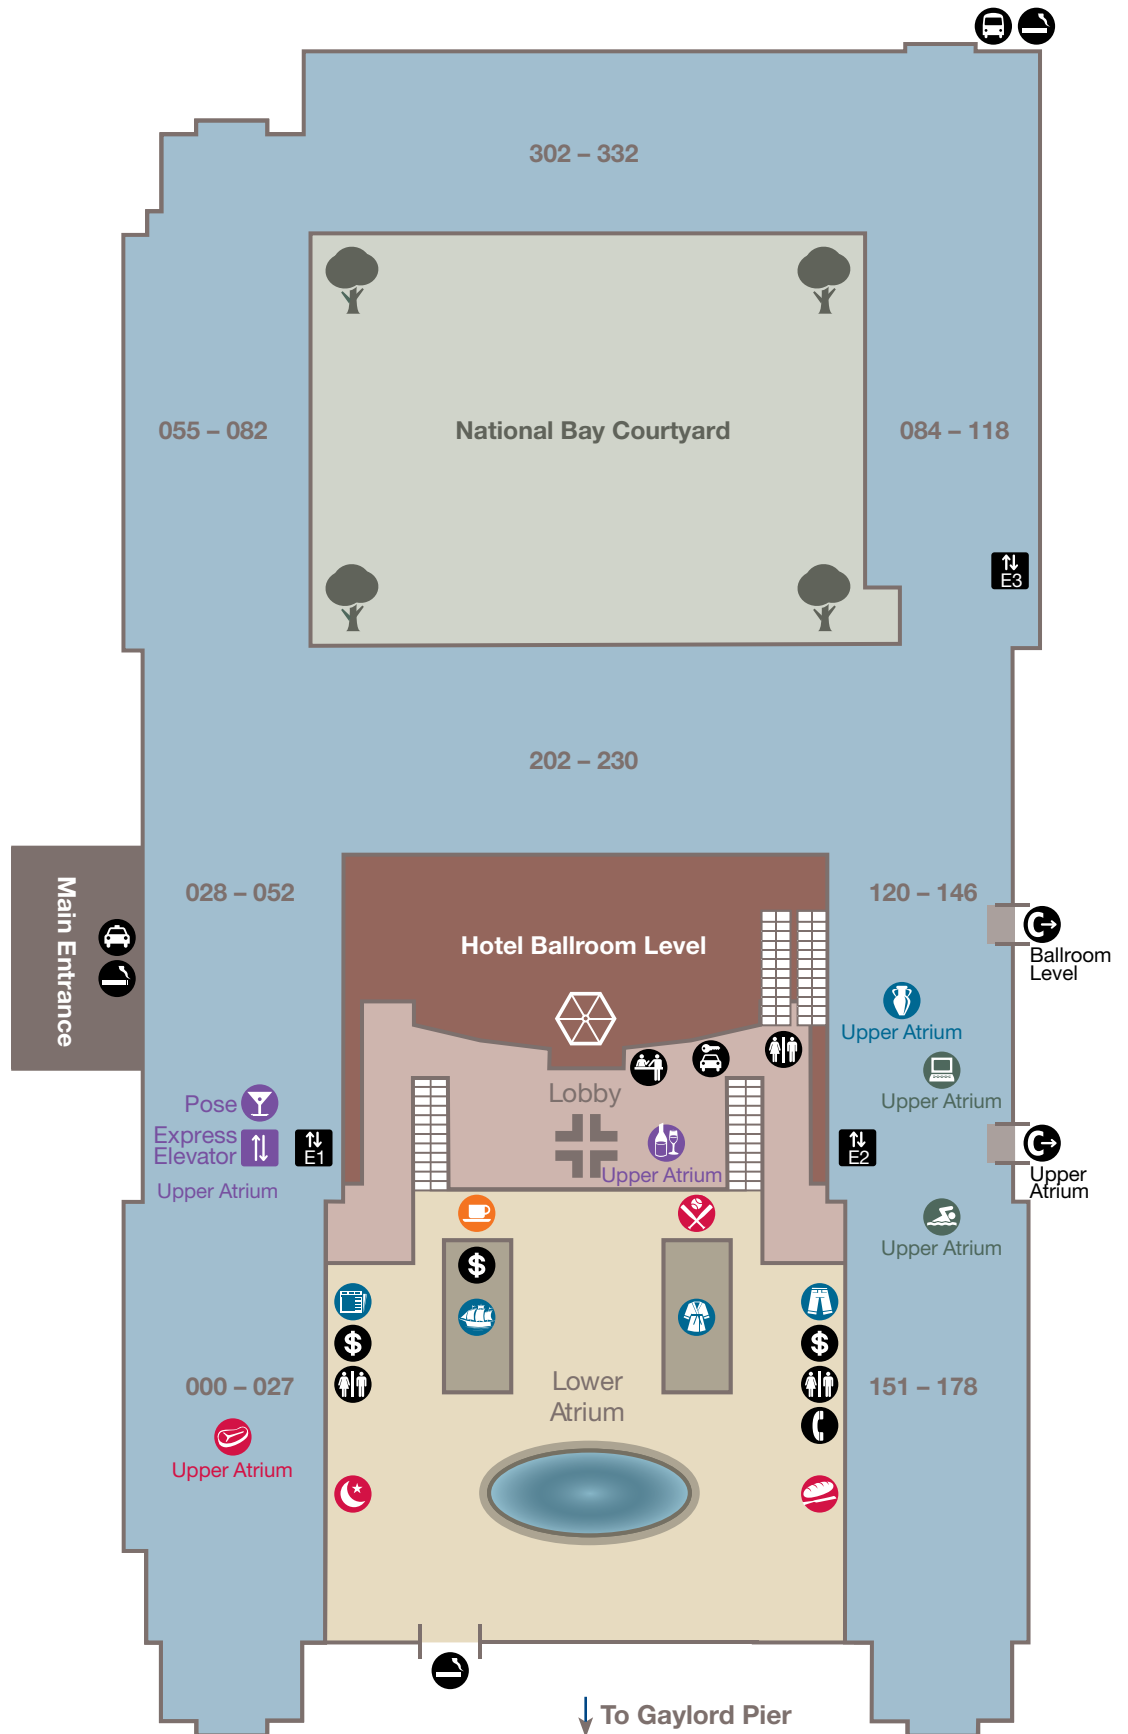 302 – 332
055 – 082
National Bay Courtyard
084 – 118
E3
202 – 230
Main Entrance
028 – 052
Hotel Ballroom Level
120 – 146
C
Ballroom
Level
Upper Atrium
Lobby
Upper Atrium
Pose
Express
Elevator
E1
Upper Atrium
Upper Atrium
E2
C
Upper
Atrium
Upper Atrium
$
$
$
000 – 027
Lower
Atrium
151 – 178
Upper Atrium
To Gaylord Pier